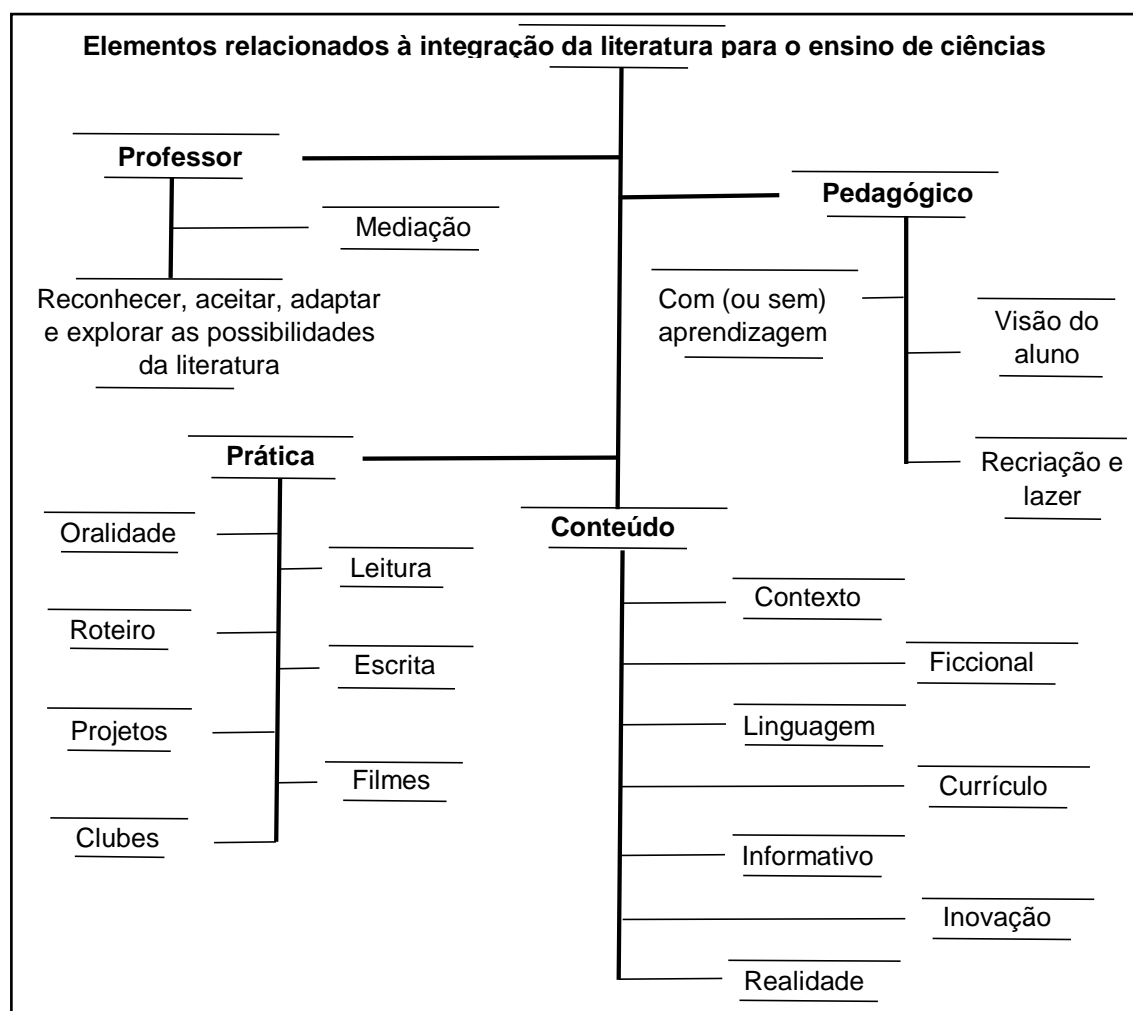 Elementos relacionados à integração da literatura para o ensino de ciências
Professor
Mediação
Reconhecer, aceitar, adaptar
e explorar as possibilidades
da literatura
Pedagógico
Com (ou sem)
aprendizagem
Visão do
aluno
Recriação e
lazer
Prática
Oralidade
Leitura
Roteiro
Escrita
Projetos
Filmes
Clubes
Conteúdo
Contexto
Ficcional
Linguagem
Currículo
Informativo
Inovação
Realidade